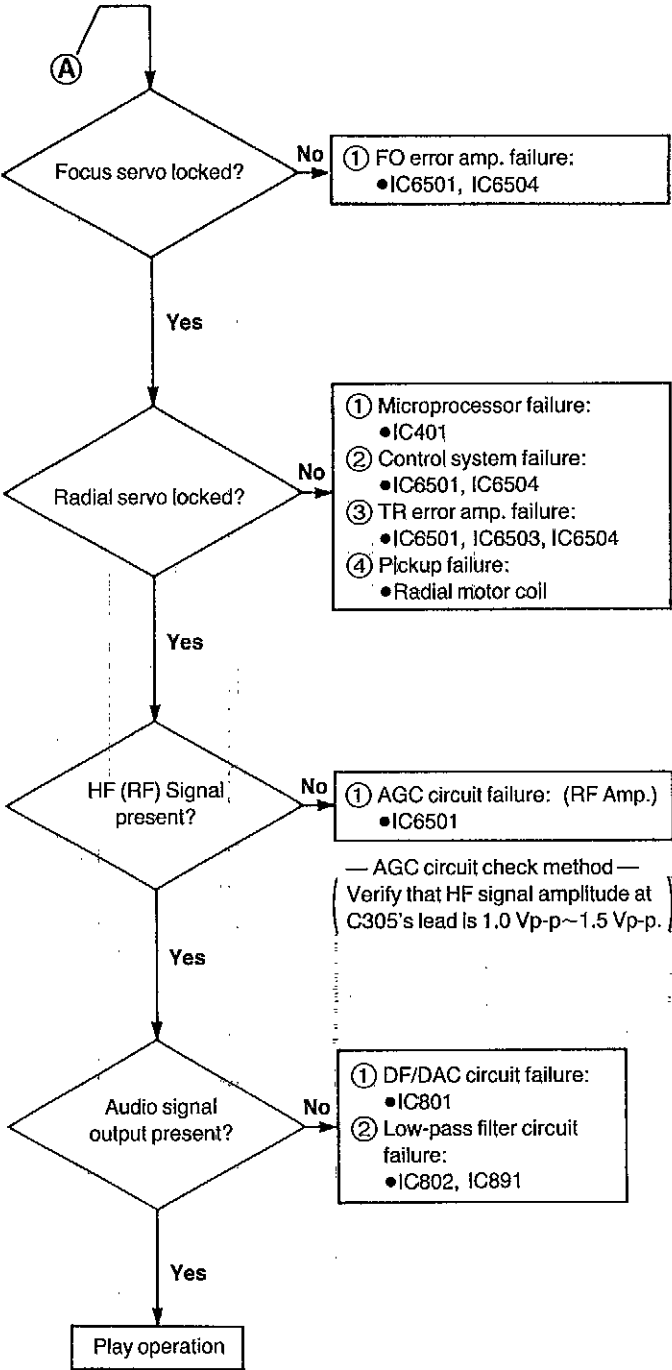 A
Focus servo locked?
No
① FO error amp. failure:
●IC6501, IC6504
Yes
Radial servo locked?
No
① Microprocessor failure:
●IC401
② Control system failure:
●IC6501, IC6504
③ TR error amp. failure:
●IC6501, IC6503, IC6504
④ Pickup failure:
●Radial motor coil
Yes
HF (RF) Signal
present?
No
① AGC circuit failure: (RF Amp.)
●IC6501
— AGC circuit check method —
(Verify that HF signal amplitude at
C305's lead is 1.0 Vp-p~1.5 Vp-p.)
Yes
Audio signal
output present?
No
① DF/DAC circuit failure:
●IC801
② Low-pass filter circuit
failure:
●IC802, IC891
Yes
Play operation